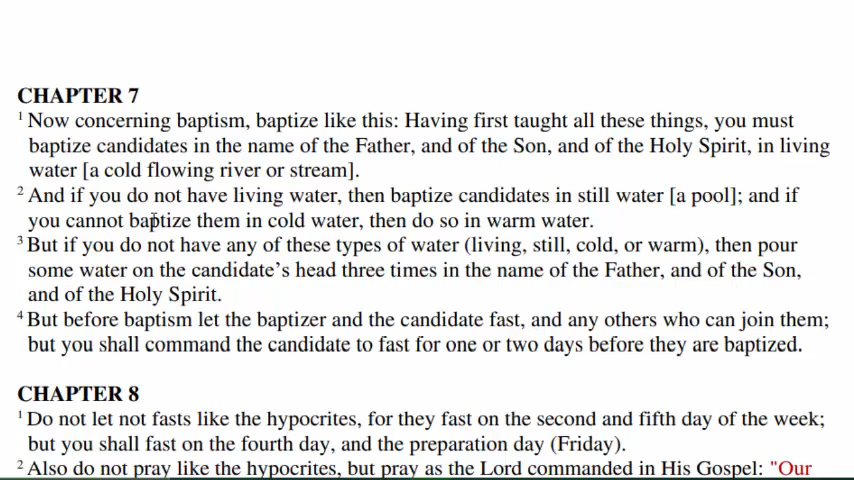 CHAPTER 7
1 Now concerning baptism, baptize like this: Having first taught all these things, you must
baptize candidates in the name of the Father, and of the Son, and of the Holy Spirit, in living
water [a cold flowing river or stream].
2 And if you do not have living water, then baptize candidates in still water [a pool]; and if
you cannot baptize them in cold water, then do so in warm water.
3 But if you do not have any of these types of water (living, still, cold, or warm), then pour
some water on the candidate's head three times in the name of the Father, and of the Son,
and of the Holy Spirit.
4 But before baptism let the baptizer and the candidate fast, and any others who can join them;
but you shall command the candidate to fast for one or two days before they are baptized.
CHAPTER 8
1 Do not let not fasts like the hypocrites, for they fast on the second and fifth day of the week;
but you shall fast on the fourth day, and the preparation day (Friday).
2 Also do not pray like the hypocrites, but pray as the Lord commanded in His Gospel: "Our